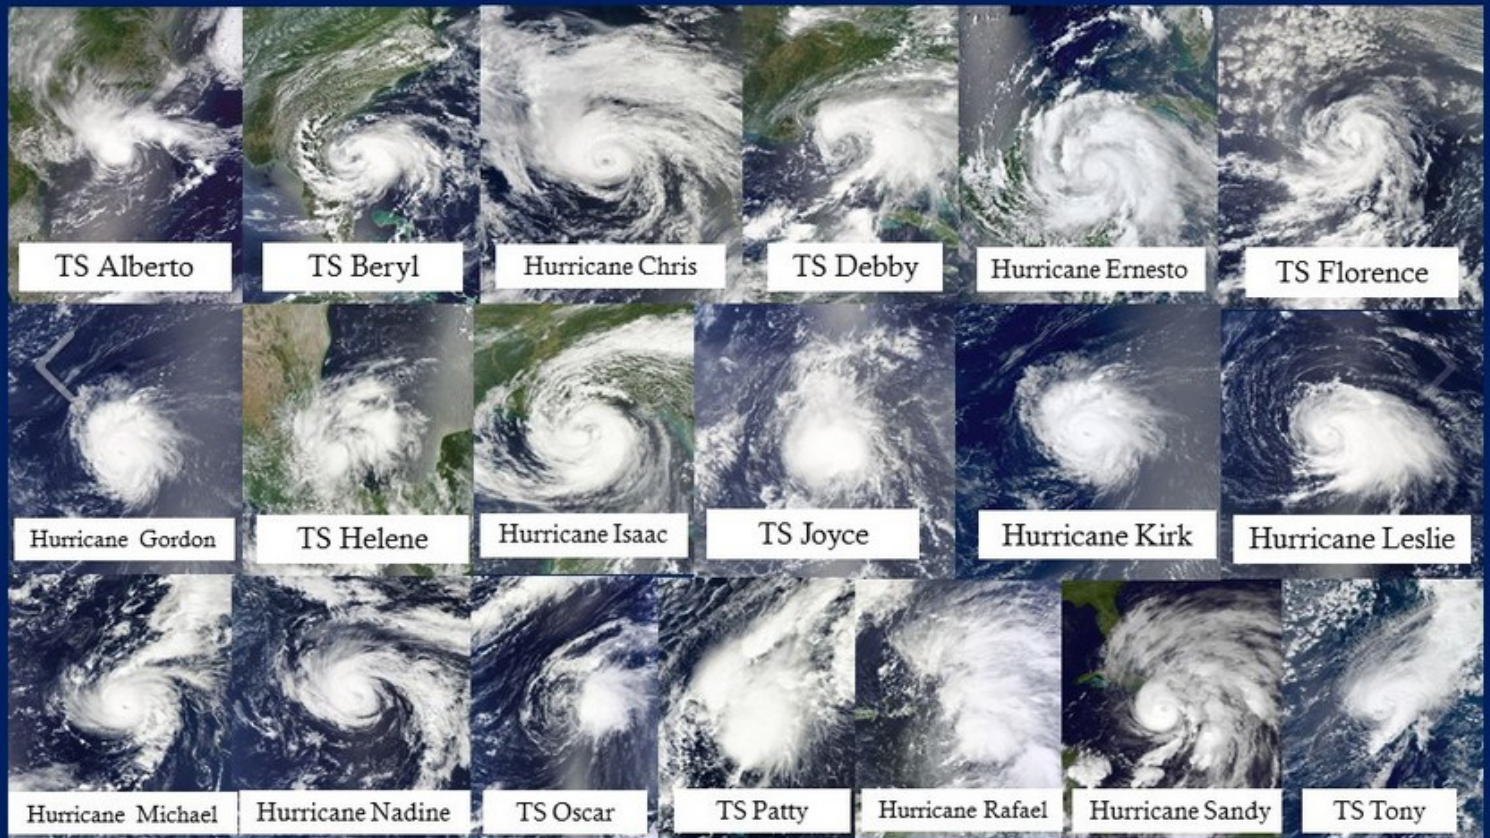 TS Alberto
TS Beryl
Hurricane Chris
TS Debby
Hurricane Ernesto
TS Florence
Hurricane Gordon
TS Helene
Hurricane Isaac
TS Joyce
Hurricane Kirk
Hurricane Leslie
Hurricane Michael
Hurricane Nadine
TS Oscar
TS Patty
Hurricane Rafael
Hurricane Sandy
TS Tony